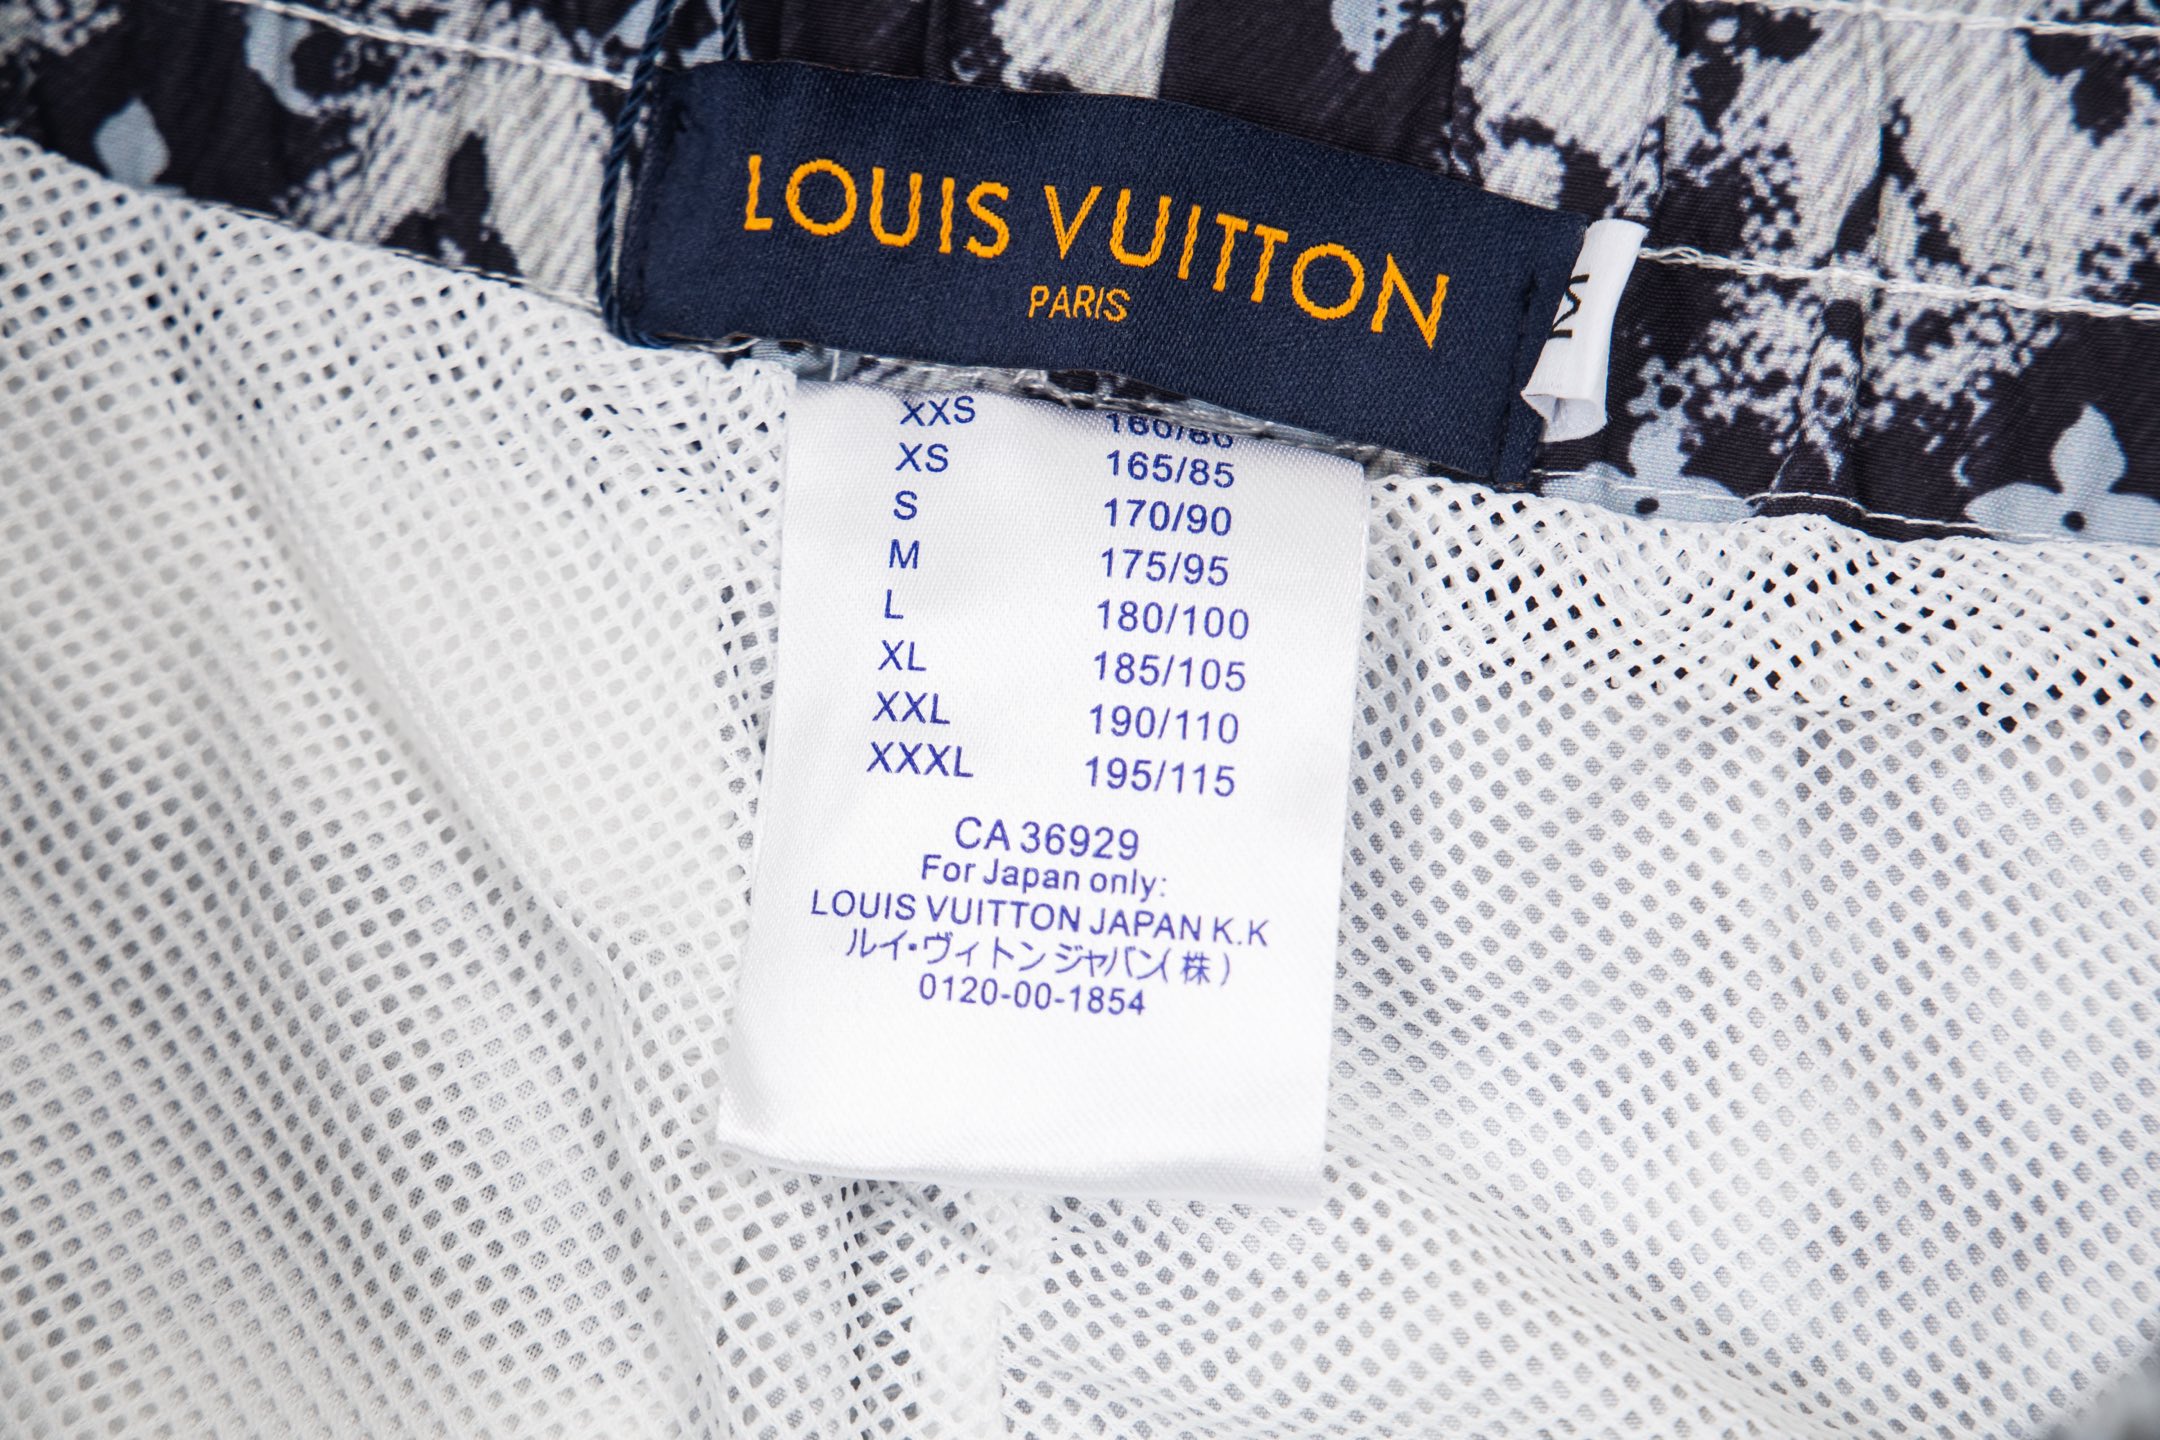 LOUIS VUITTON
PARIS
M
XXS 160/80
XS 165/85
S 170/90
M 175/95
L 180/100
XL 185/105
XXL 190/110
XXXL 195/115
CA 36929
For Japan only:
LOUIS VUITTON JAPAN K.K
ルイ・ヴィトンジャパン(株)
0120-00-1854